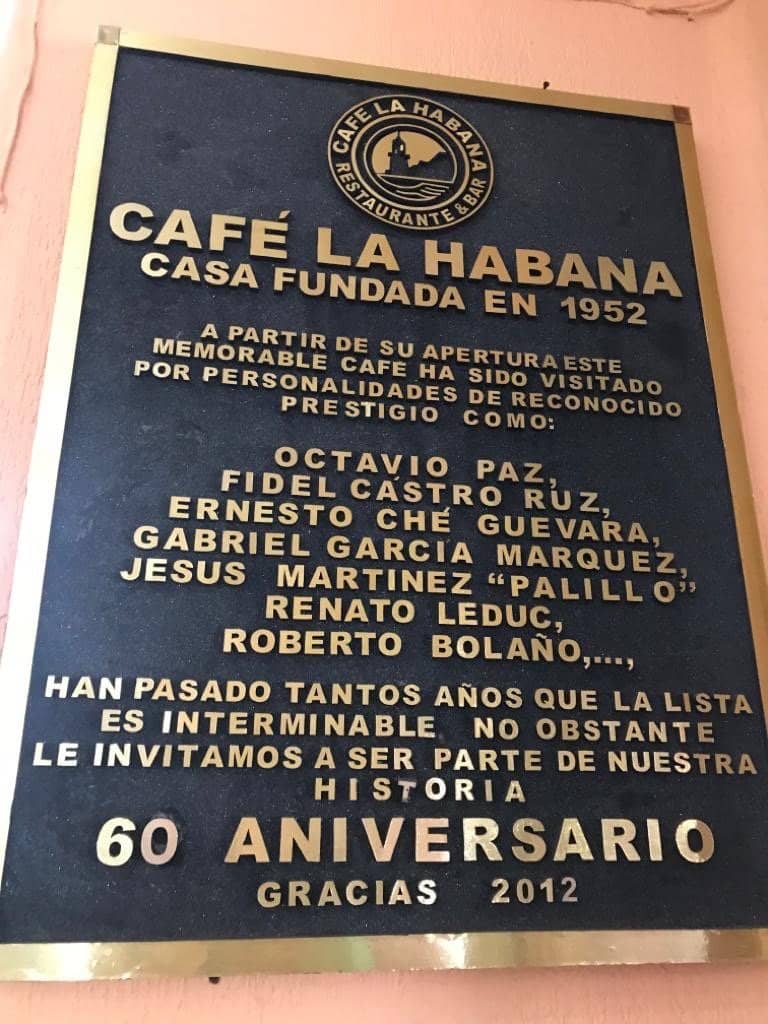 CAFÉ LA HABANA
RESTAURANTE & BAR
CAFÉ LA HABANA
CASA FUNDADA EN 1952
A PARTIR DE SU APERTURA ESTE
MEMORABLE CAFÉ HA SIDO VISITADO
POR PERSONALIDADES DE RECONOCIDO
PRESTIGIO COMO:
OCTAVIO PAZ,
FIDEL CÁSTRO RUZ,
ERNESTO CHÉ GUEVARA,
GABRIEL GARCIA MARQUEZ,
JESUS MARTINEZ “PALILLO”
RENATO LEDUC,
ROBERTO BOLAÑO,...,
HAN PASADO TANTOS AÑOS QUE LA LISTA
ES INTERMINABLE NO OBSTANTE
LE INVITAMOS A SER PARTE DE NUESTRA
HISTORIA
60 ANIVERSARIO
GRACIAS 2012